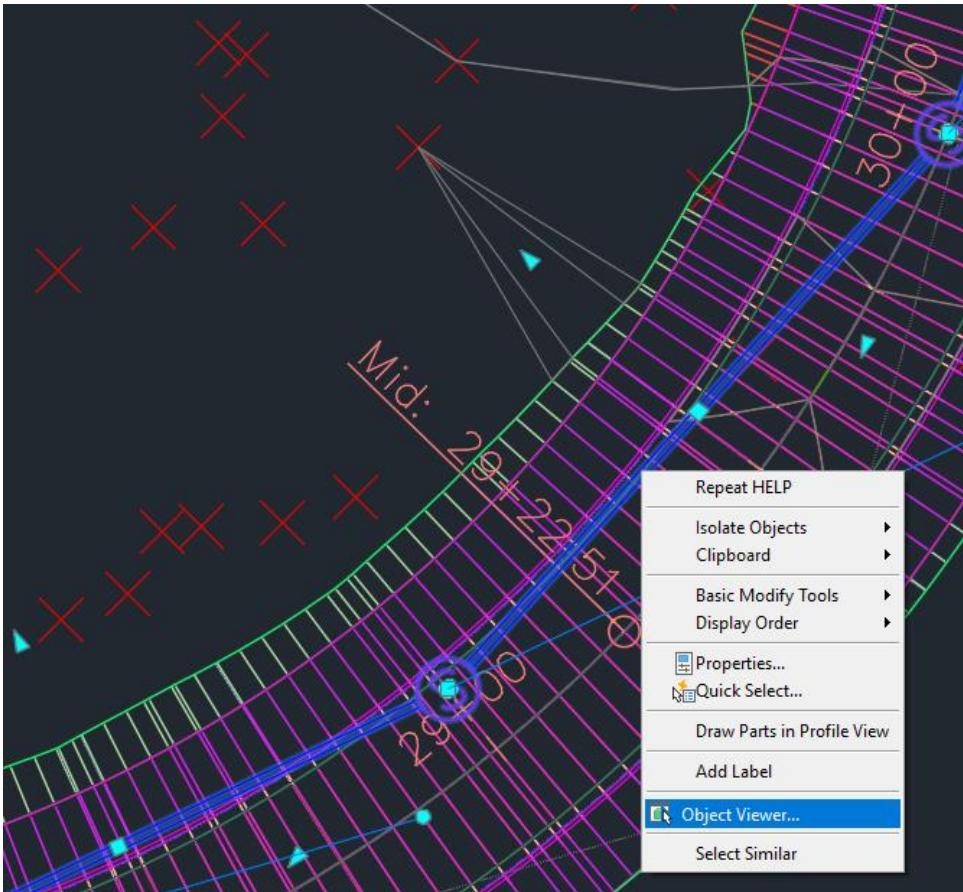 30+00
Mid: 29+22.51
29+00
Repeat HELP
Isolate Objects
Clipboard
Basic Modify Tools
Display Order
Properties...
Quick Select...
Draw Parts in Profile View
Add Label
Object Viewer...
Select Similar